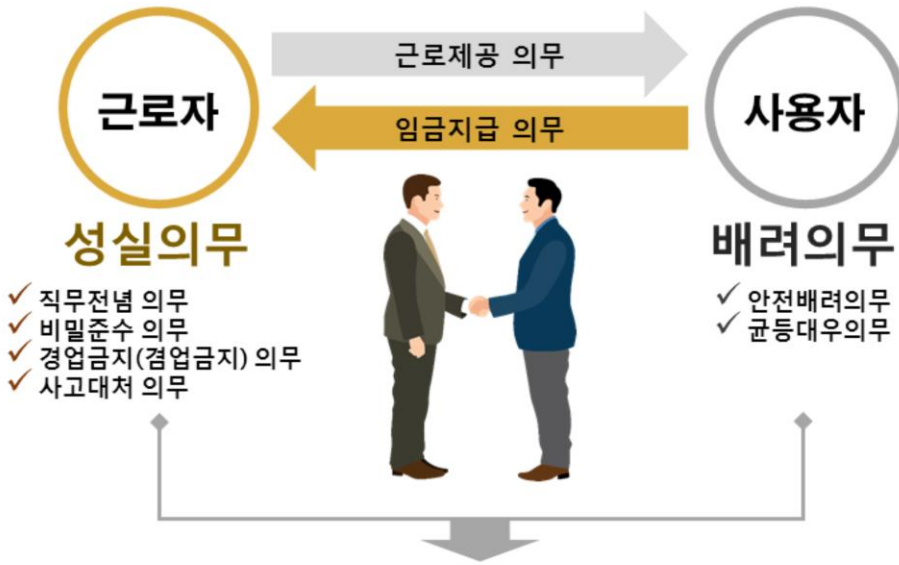 근로자
근로제공 의무
임금지급 의무
사용자
성실의무
✓ 직무전념 의무
✓ 비밀준수 의무
✓ 경업금지(겸업금지) 의무
✓ 사고대처 의무
배려의무
✓ 안전배려의무
✓ 균등대우의무